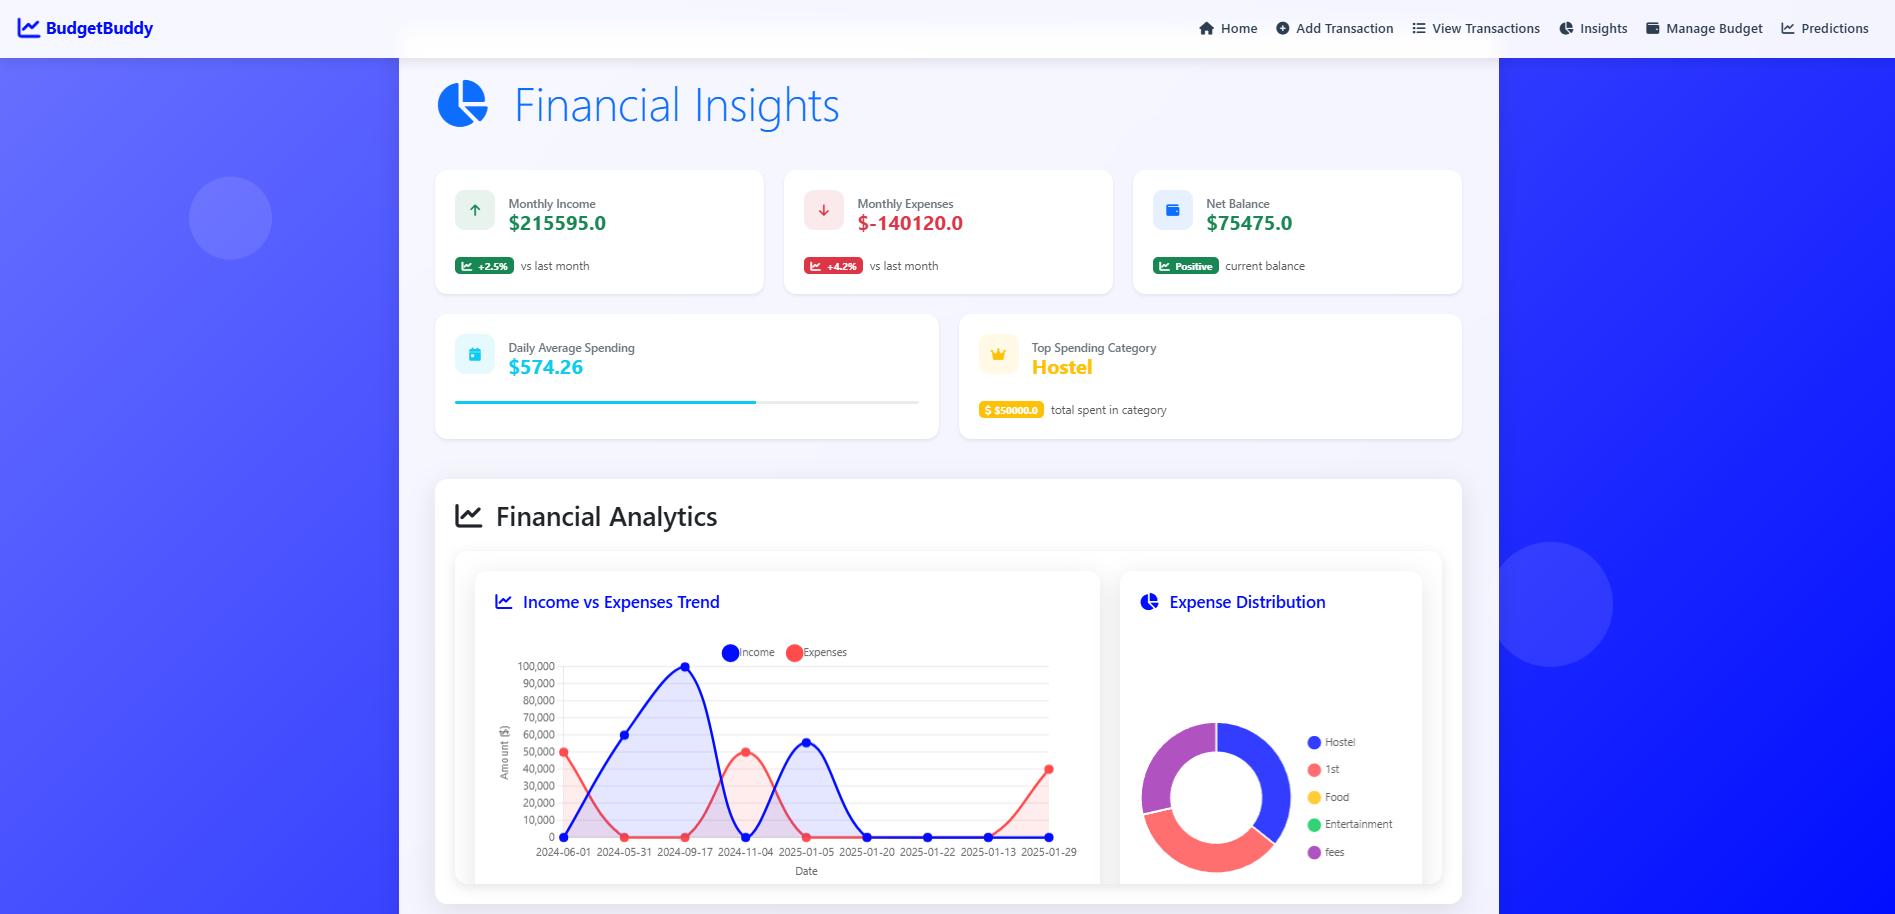 BudgetBuddy
Home Add Transaction View Transactions Insights Manage Budget Predictions
Financial Insights
Monthly Income
$215595.0
+2.5% vs last month
Monthly Expenses
$-140120.0
+4.2% vs last month
Net Balance
$75475.0
Positive current balance
Daily Average Spending
$574.26
Top Spending Category
Hostel
$ $50000.0 total spent in category
Financial Analytics
Income vs Expenses Trend
Income Expenses
100,000
90,000
80,000
70,000
60,000
50,000
40,000
30,000
20,000
10,000
0
Amount ($)
2024-06-01 2024-05-31 2024-09-17 2024-11-04 2025-01-05 2025-01-20 2025-01-22 2025-01-13 2025-01-29
Date
Expense Distribution
Hostel
1st
Food
Entertainment
fees